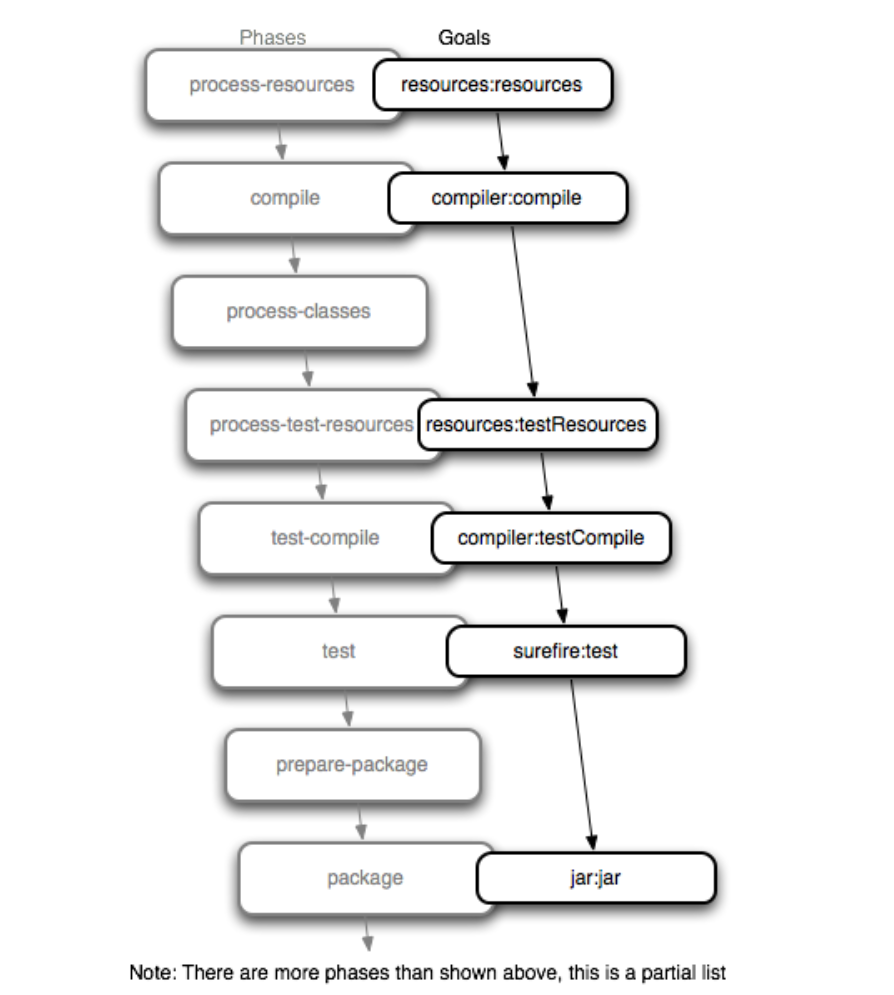 Phases
Goals
process-resources
resources:resources
compile
compiler:compile
process-classes
process-test-resources
resources:testResources
test-compile
compiler:testCompile
test
surefire:test
prepare-package
package
jar:jar
Note: There are more phases than shown above, this is a partial list